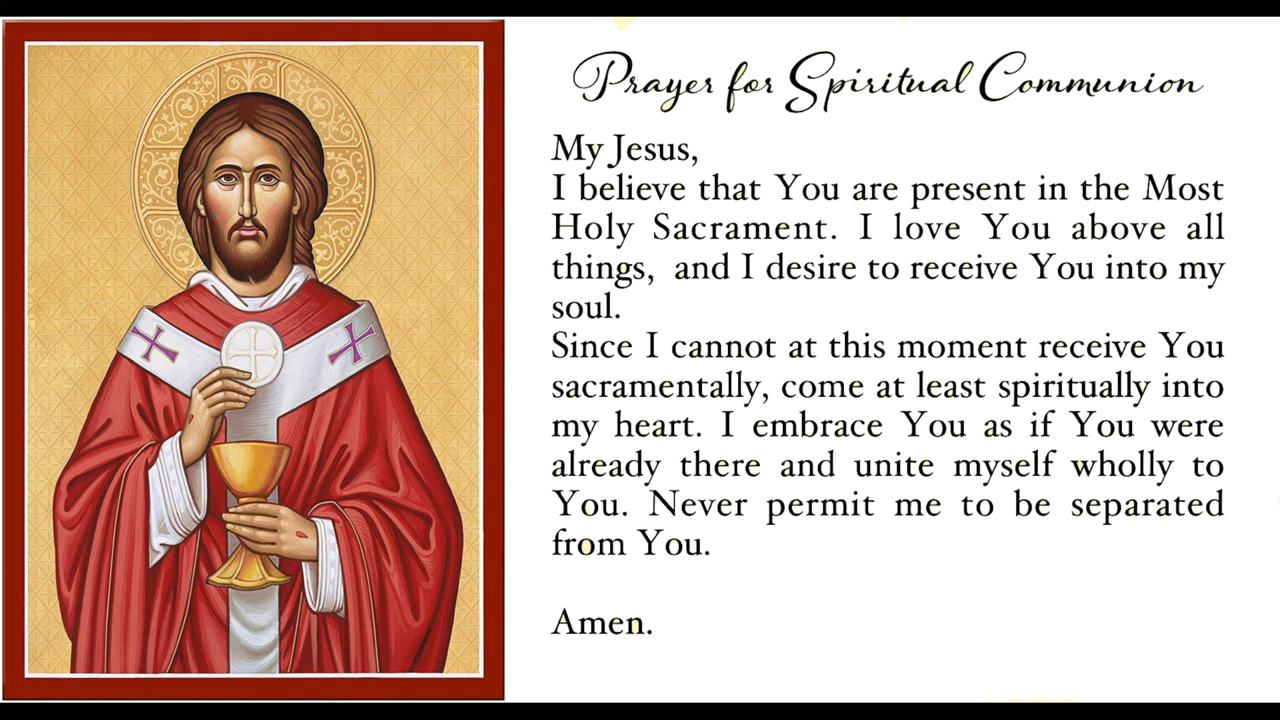 Prayer for Spiritual Communion
My Jesus,
I believe that You are present in the Most
Holy Sacrament. I love You above all
things, and I desire to receive You into my
soul.
Since I cannot at this moment receive You
sacramentally, come at least spiritually into
my heart. I embrace You as if You were
already there and unite myself wholly to
You. Never permit me to be separated
from You.
Amen.